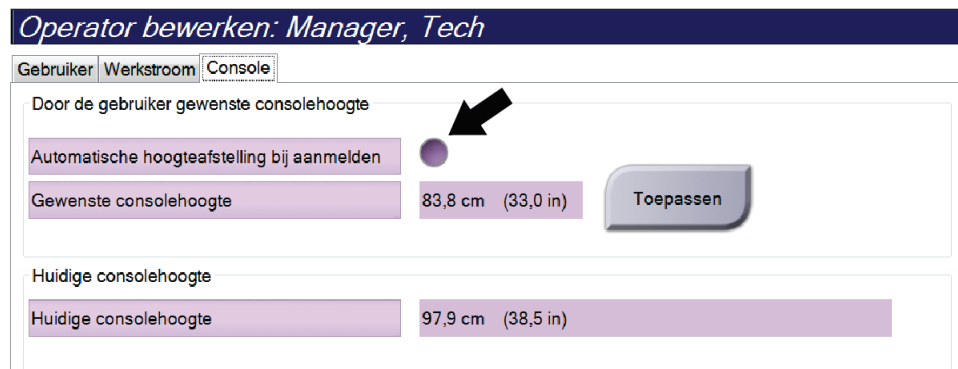 Operator bewerken: Manager, Tech
Gebruiker Werkstroom Console
Door de gebruiker gewenste consolehoogte
Automatische hoogteafstelling bij aanmelden
Gewenste consolehoogte 83,8 cm (33,0 in) Toepassen
Huidige consolehoogte
Huidige consolehoogte 97,9 cm (38,5 in)